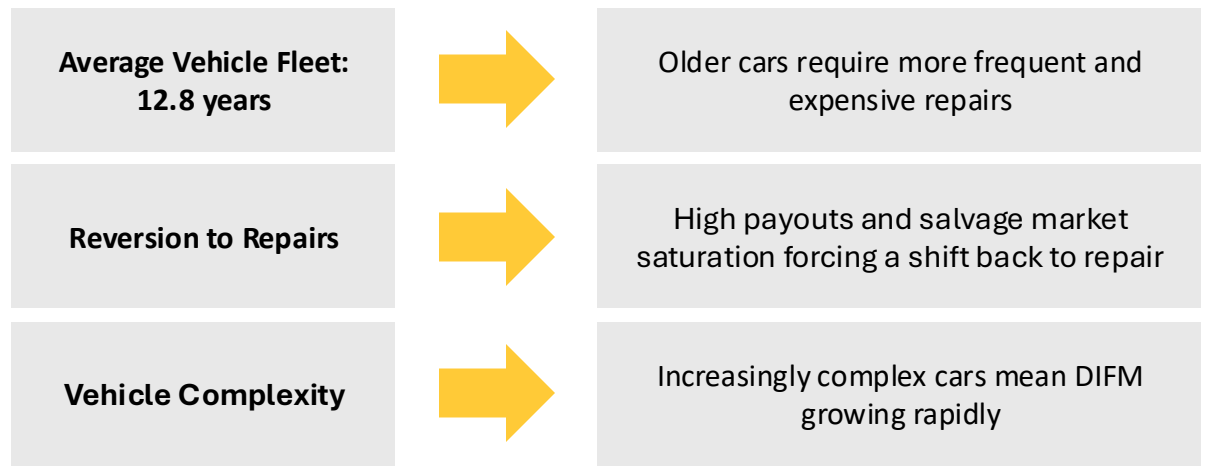 Average Vehicle Fleet:
12.8 years
Older cars require more frequent and
expensive repairs
Reversion to Repairs
High payouts and salvage market
saturation forcing a shift back to repair
Vehicle Complexity
Increasingly complex cars mean DIFM
growing rapidly